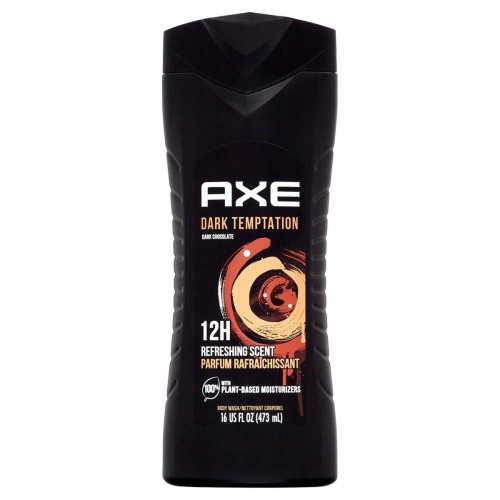 AXE
DARK TEMPTATION
DARK CHOCOLATE
12H
REFRESHING SCENT
PARFUM RAFRAÎCHISSANT
100% WITH
PLANT-BASED MOISTURIZERS
BODY WASH/NETTOYANT CORPOREL
16 US FL OZ (473 mL)